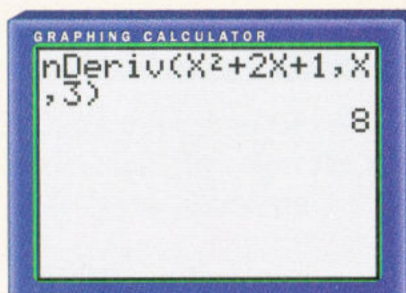 GRAPHING CALCULATOR
nDeriv(X²+2X+1,X
,3)
8